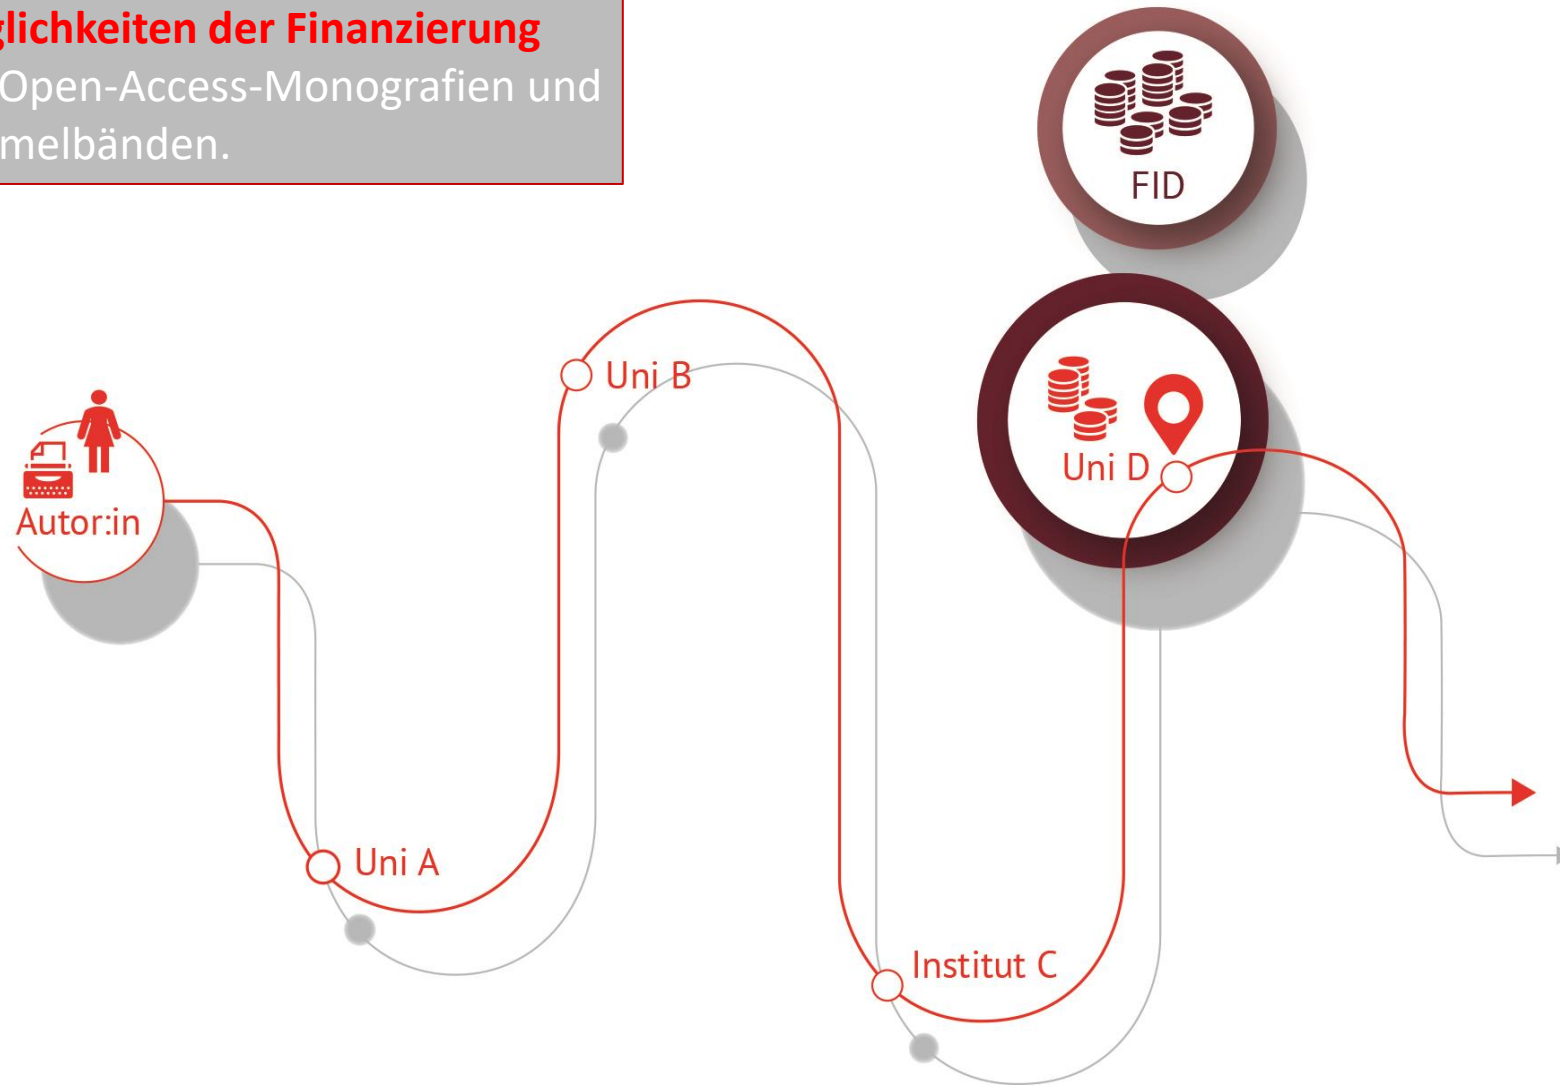 glichkeiten der Finanzierung
Open-Access-Monografien und
melbänden.
FID
Uni B
Uni D
Autor:in
Uni A
Institut C